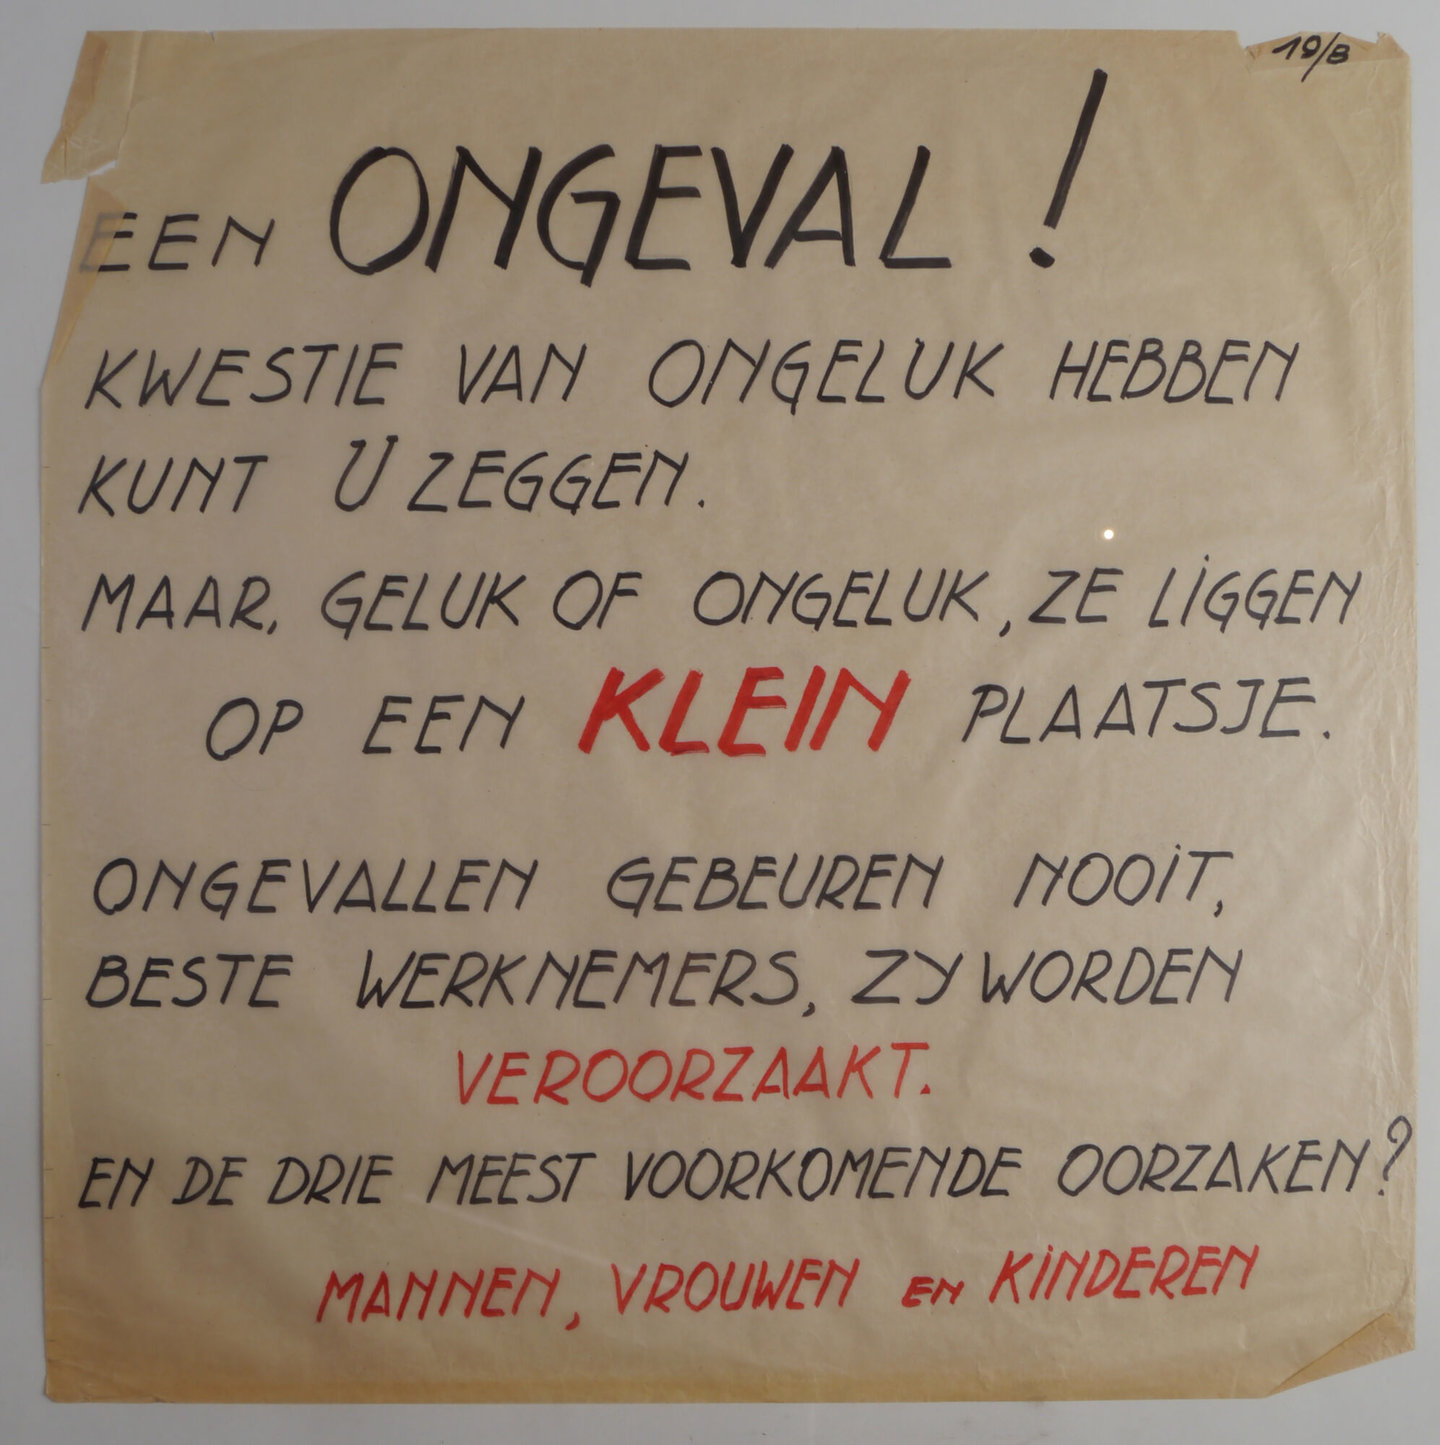 19/8
EEN ONGEVAL !
KWESTIE VAN ONGELUK HEBBEN
KUNT U ZEGGEN.
MAAR, GELUK OF ONGELUK, ZE LIGGEN
OP EEN KLEIN PLAATSJE.
ONGEVALLEN GEBEUREN NOOIT,
BESTE WERKNEMERS, ZY WORDEN
VEROORZAAKT.
EN DE DRIE MEEST VOORKOMENDE OORZAKEN?
MANNEN, VROUWEN EN KINDEREN